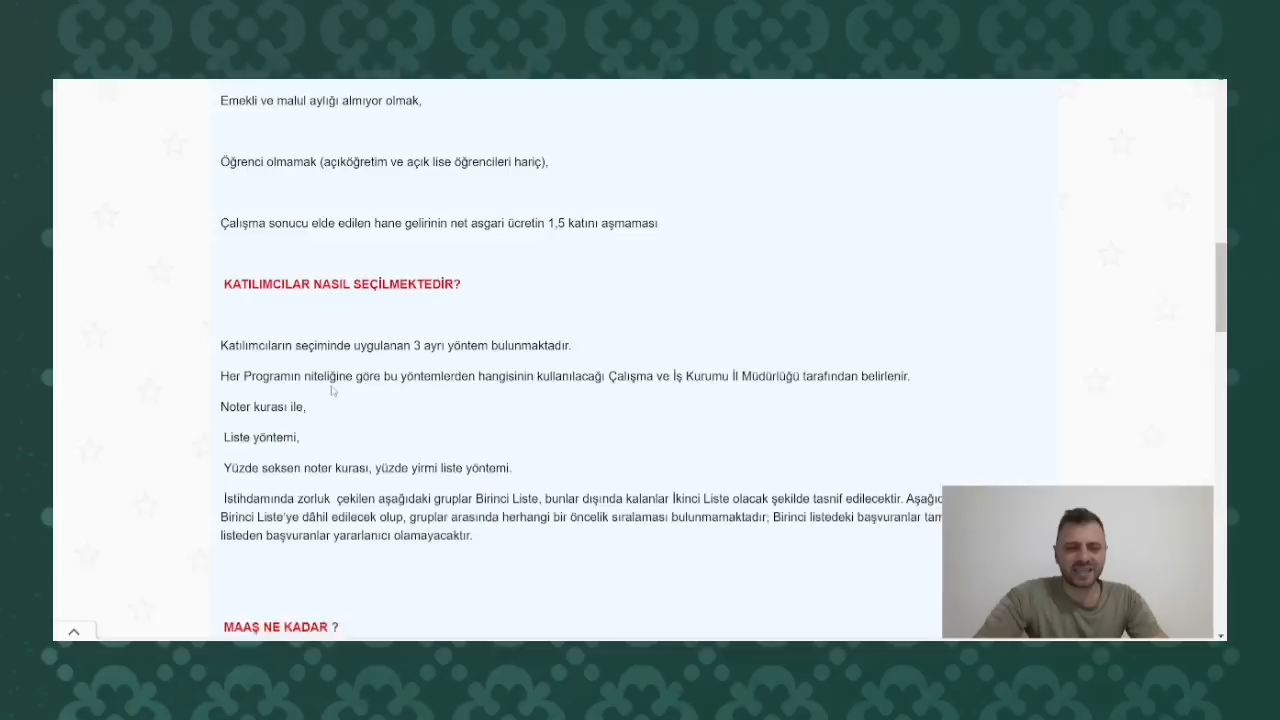 Emekli ve malul aylığı almıyor olmak,
Öğrenci olmamak (açıköğretim ve açık lise öğrencileri hariç),
Çalışma sonucu elde edilen hane gelirinin net asgari ücretin 1,5 katını aşmaması
KATILIMCILAR NASIL SEÇİLMEKTEDİR?
Katılımcıların seçiminde uygulanan 3 ayrı yöntem bulunmaktadır.
Her Programın niteliğine göre bu yöntemlerden hangisinin kullanılacağı Çalışma ve İş Kurumu İl Müdürlüğü tarafından belirlenir.
Noter kurası ile,
Liste yöntemi,
Yüzde seksen noter kurası, yüzde yirmi liste yöntemi.
İstihdamında zorluk çekilen aşağıdaki gruplar Birinci Liste, bunlar dışında kalanlar İkinci Liste olacak şekilde tasnif edilecektir.
Birinci Liste'ye dâhil edilecek olup, gruplar arasında herhangi bir öncelik sıralaması bulunmamaktadır; Birinci listedeki başvuranlar
listeden başvuranlar yararlanıcı olamayacaktır.
MAAŞ NE KADAR ?